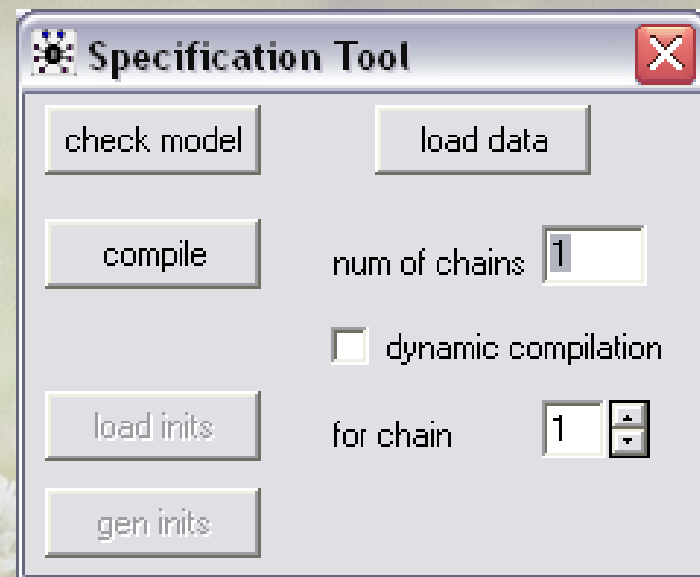 Specification Tool
check model
load data
compile
num of chains 1
dynamic compilation
load inits
for chain 1
gen inits